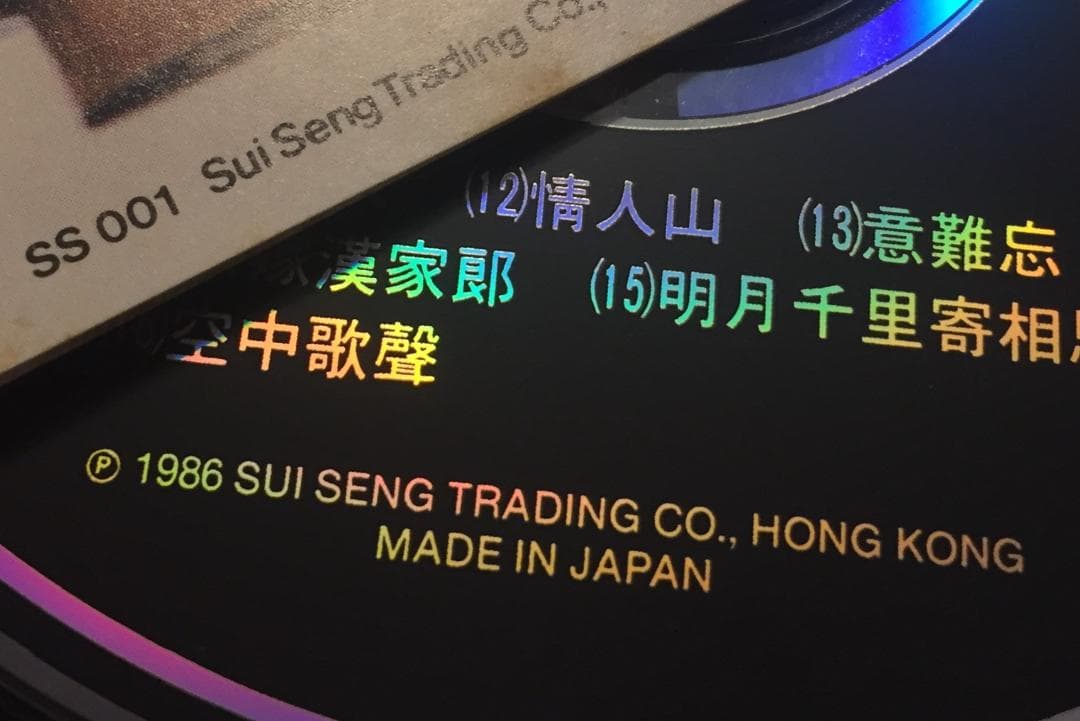 SS 001 Sui Seng Trading Co.,
(12)情人山 (13)意難忘
漢家郎 (15)明月千里寄相
空中歌聲
Ⓟ 1986 SUI SENG TRADING CO., HONG KONG
MADE IN JAPAN